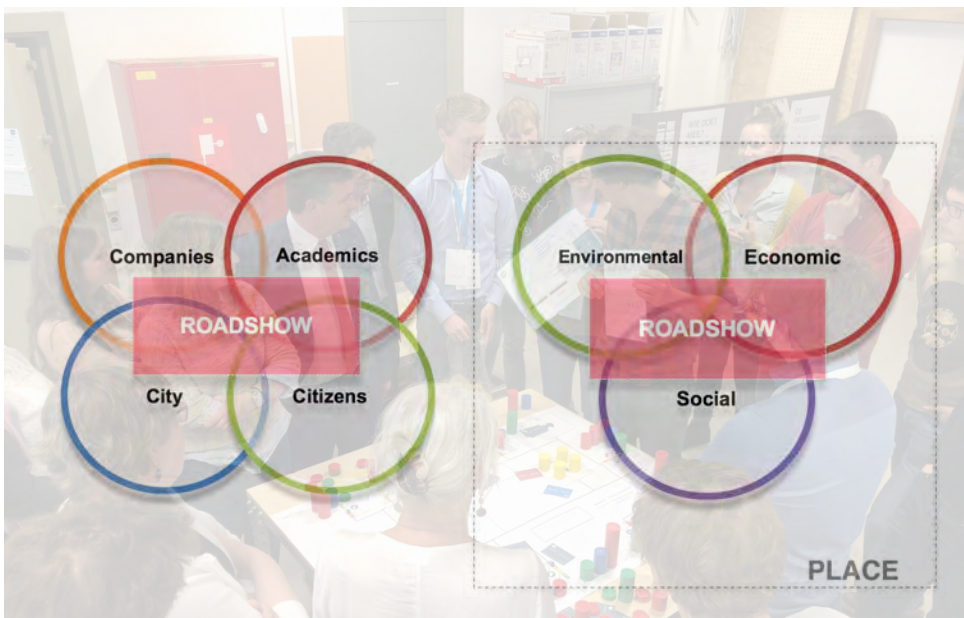 Companies
Academics
ROADSHOW
City
Citizens
Environmental
Economic
ROADSHOW
Social
PLACE